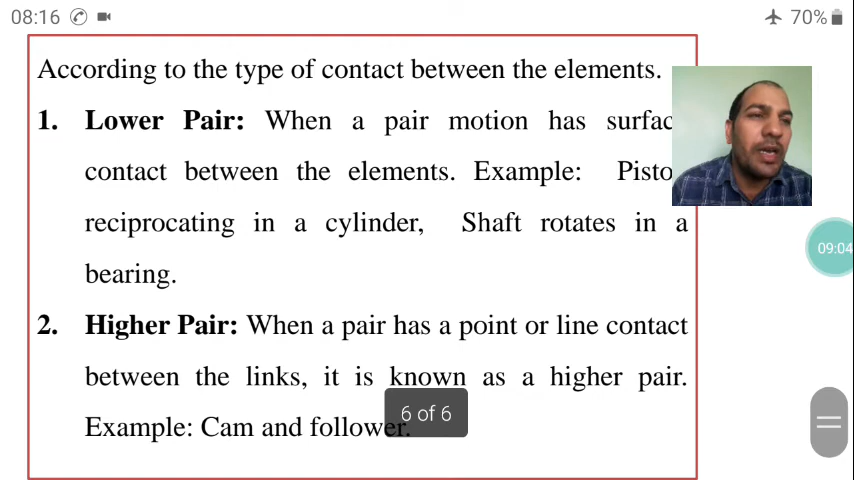 08:16
70%
According to the type of contact between the elements.
1. Lower Pair: When a pair motion has surfac
contact between the elements. Example: Pisto
reciprocating in a cylinder, Shaft rotates in a
bearing.
09:04
2. Higher Pair: When a pair has a point or line contact
between the links, it is known as a higher pair.
6 of 6
Example: Cam and follower.